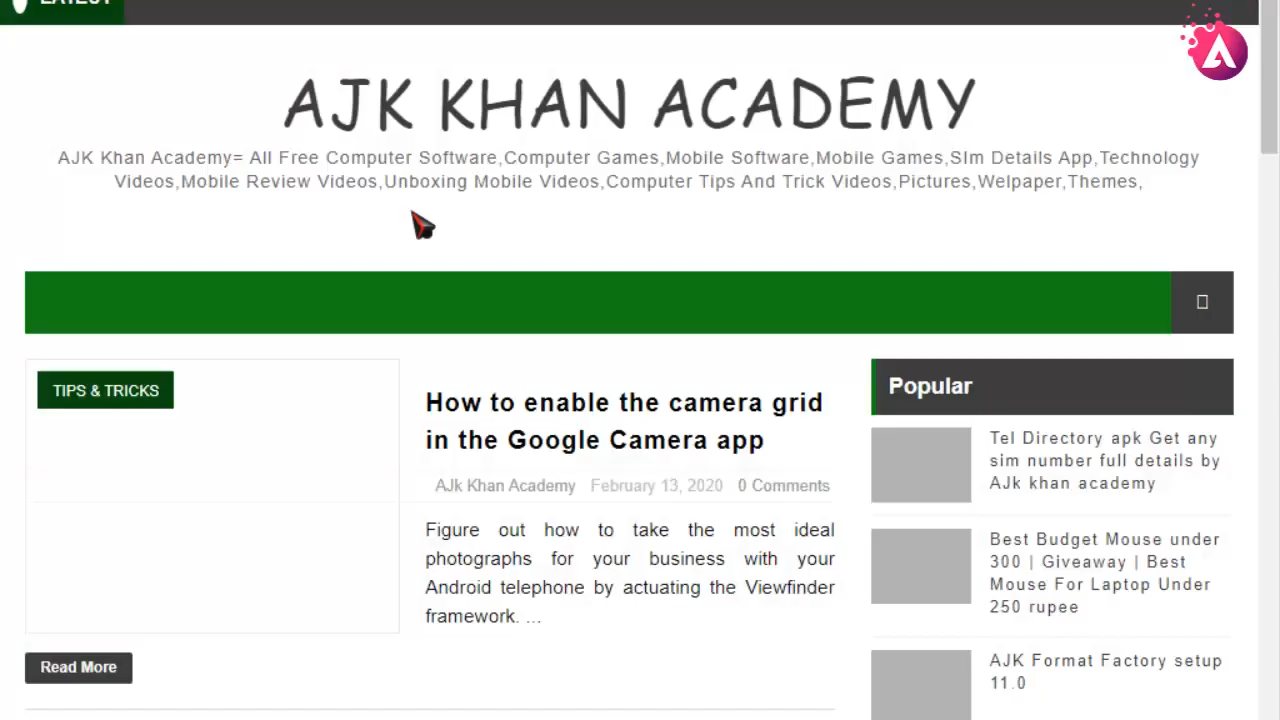 LATEST
AJK KHAN ACADEMY
AJK Khan Academy= All Free Computer Software,Computer Games,Mobile Software,Mobile Games,SIm Details App,Technology
Videos,Mobile Review Videos,Unboxing Mobile Videos,Computer Tips And Trick Videos,Pictures,Welpaper,Themes,
TIPS & TRICKS
How to enable the camera grid
in the Google Camera app
AJk Khan Academy February 13, 2020 0 Comments
Figure out how to take the most ideal
photographs for your business with your
Android telephone by actuating the Viewfinder
framework. ...
Read More
Popular
Tel Directory apk Get any
sim number full details by
AJk khan academy
Best Budget Mouse under
300 | Giveaway | Best
Mouse For Laptop Under
250 rupee
AJK Format Factory setup
11.0